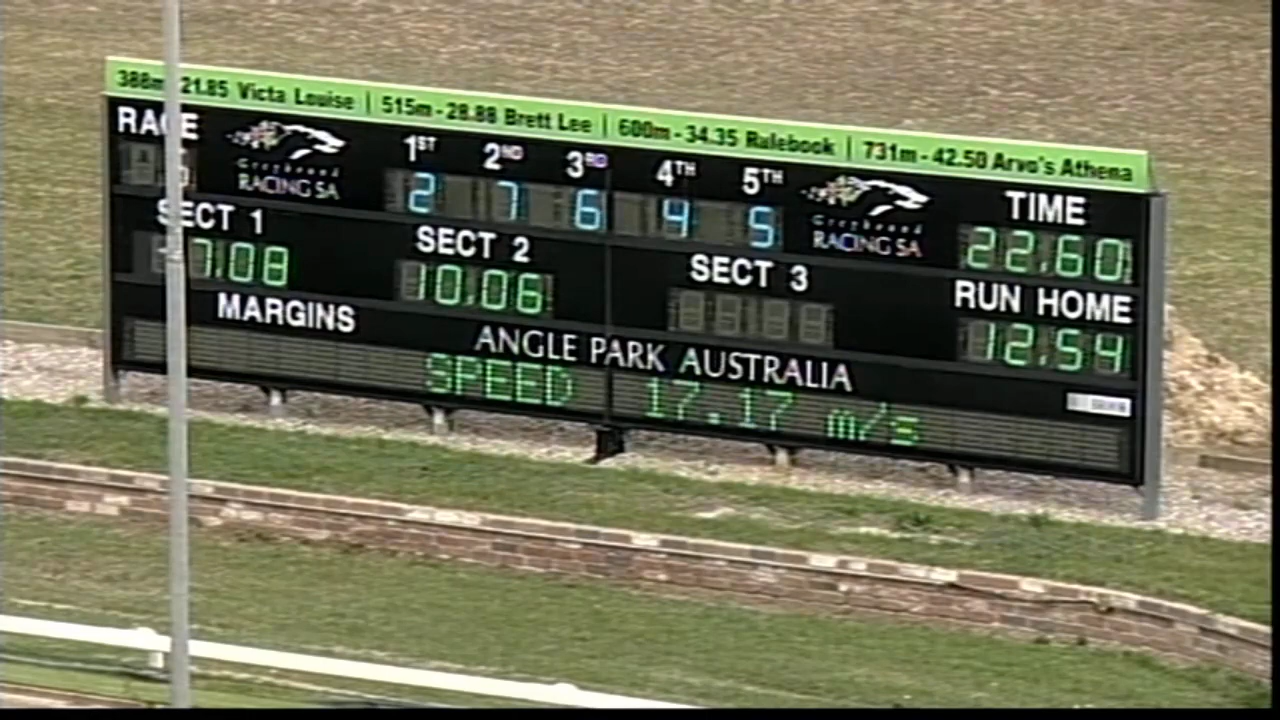 388m-21.85 Victa Louise | 515m-28.88 Brett Lee | 600m-34.35 Rulebook | 731m-42.50 Arvo's Athena
RACE
Greyhound
RACING SA
1ST 2ND 3RD 4TH 5TH
2 7 6 4 5
Greyhound
RACING SA
TIME
22.60
SECT 1
7.08
SECT 2
10.06
SECT 3
RUN HOME
12.54
MARGINS
ANGLE PARK AUSTRALIA
SPEED 17.17 m/s